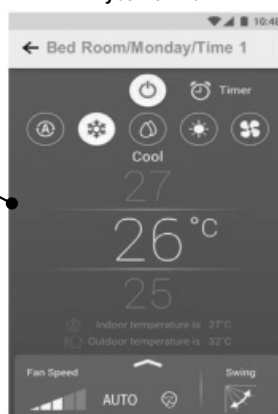 10:48
← Bed Room/Monday/Time 1
Timer
A
Cool
27
26°C
25
Indoor temperature is 27°C
Outdoor temperature is 32°C
Fan Speed
Swing
AUTO